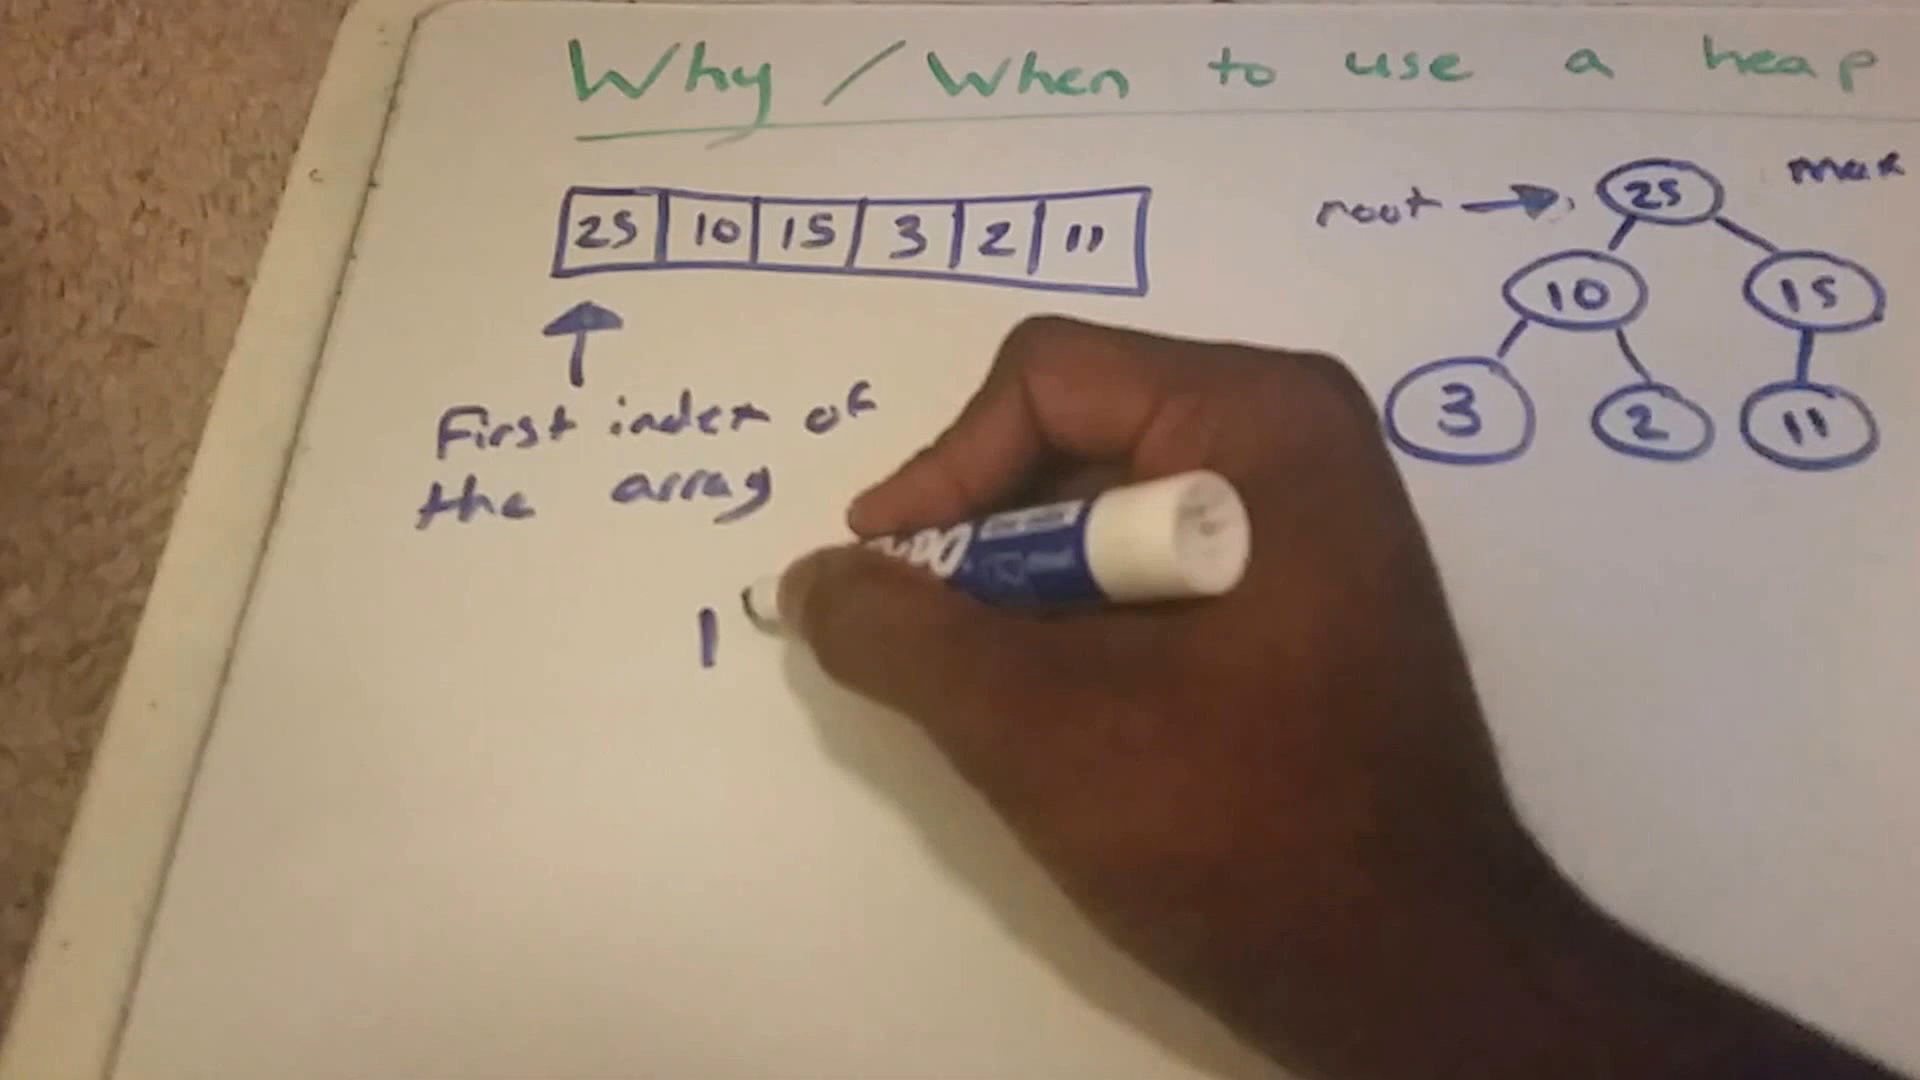 Why / When to use a heap
25 10 15 3 2 11
First index of
the array
root → 25 max
10 15
3 2 11